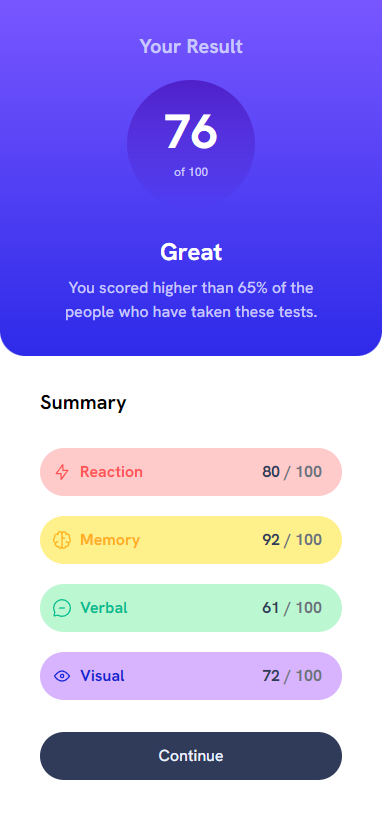 Your Result
76
of 100
Great
You scored higher than 65% of the
people who have taken these tests.
Summary
Reaction 80 / 100
Memory 92 / 100
Verbal 61 / 100
Visual 72 / 100
Continue